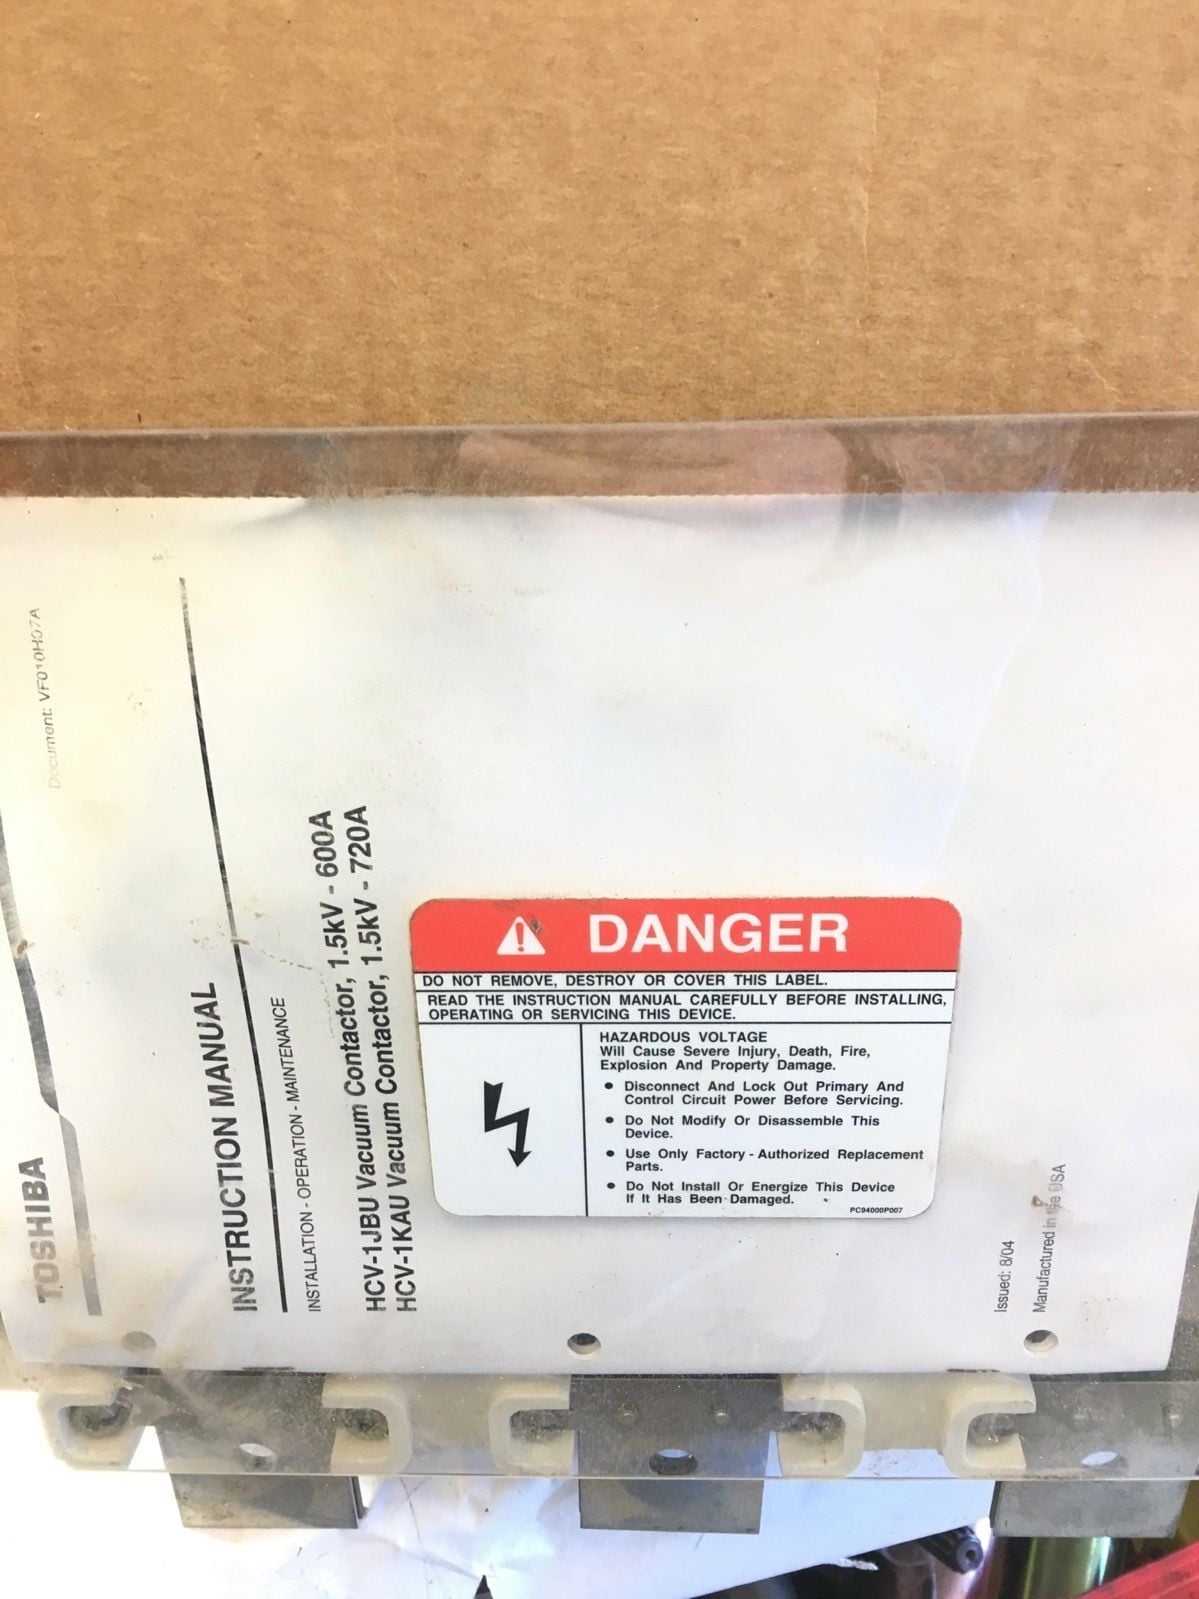 TOSHIBA
Document: VF010H07A
INSTRUCTION MANUAL
INSTALLATION - OPERATION - MAINTENANCE
HCV-1JBU Vacuum Contactor, 1.5kV - 600A
HCV-1KAU Vacuum Contactor, 1.5kV - 720A
DANGER
DO NOT REMOVE, DESTROY OR COVER THIS LABEL.
READ THE INSTRUCTION MANUAL CAREFULLY BEFORE INSTALLING,
OPERATING OR SERVICING THIS DEVICE.
HAZARDOUS VOLTAGE
Will Cause Severe Injury, Death, Fire,
Explosion And Property Damage.
• Disconnect And Lock Out Primary And
Control Circuit Power Before Servicing.
• Do Not Modify Or Disassemble This
Device.
• Use Only Factory - Authorized Replacement
Parts.
• Do Not Install Or Energize This Device
If It Has Been Damaged.
PC94000P007
Issued: 8/04
Manufactured in the USA